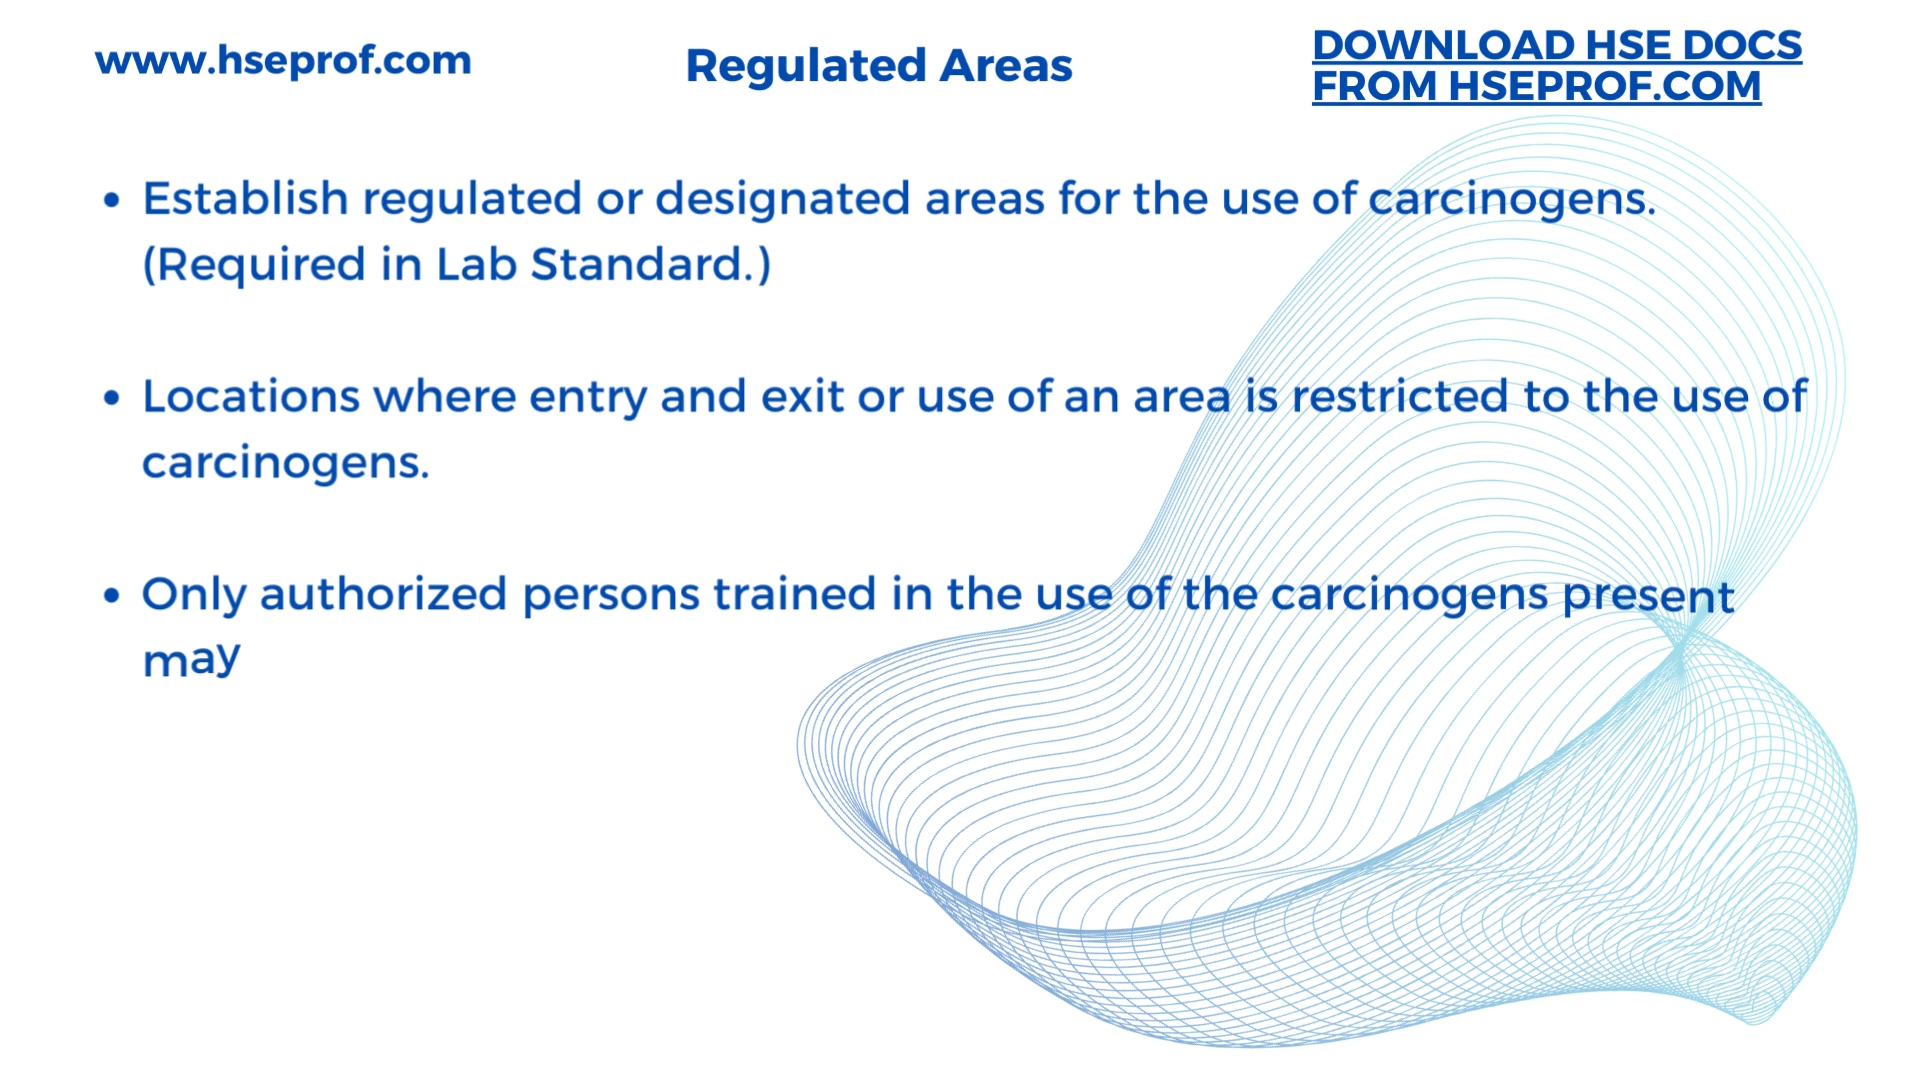 www.hseprof.com
Regulated Areas
DOWNLOAD HSE DOCS
FROM HSEPROF.COM
• Establish regulated or designated areas for the use of carcinogens.
(Required in Lab Standard.)
• Locations where entry and exit or use of an area is restricted to the use of
carcinogens.
• Only authorized persons trained in the use of the carcinogens present
may